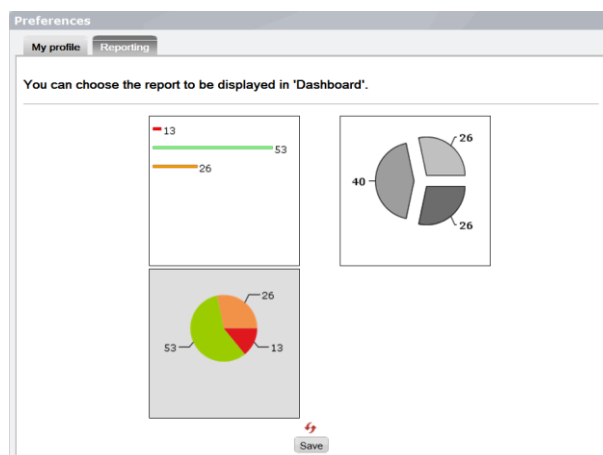 Preferences
My profile Reporting
You can choose the report to be displayed in 'Dashboard'.
13
53
26
26
40
26
26
53
13
Save